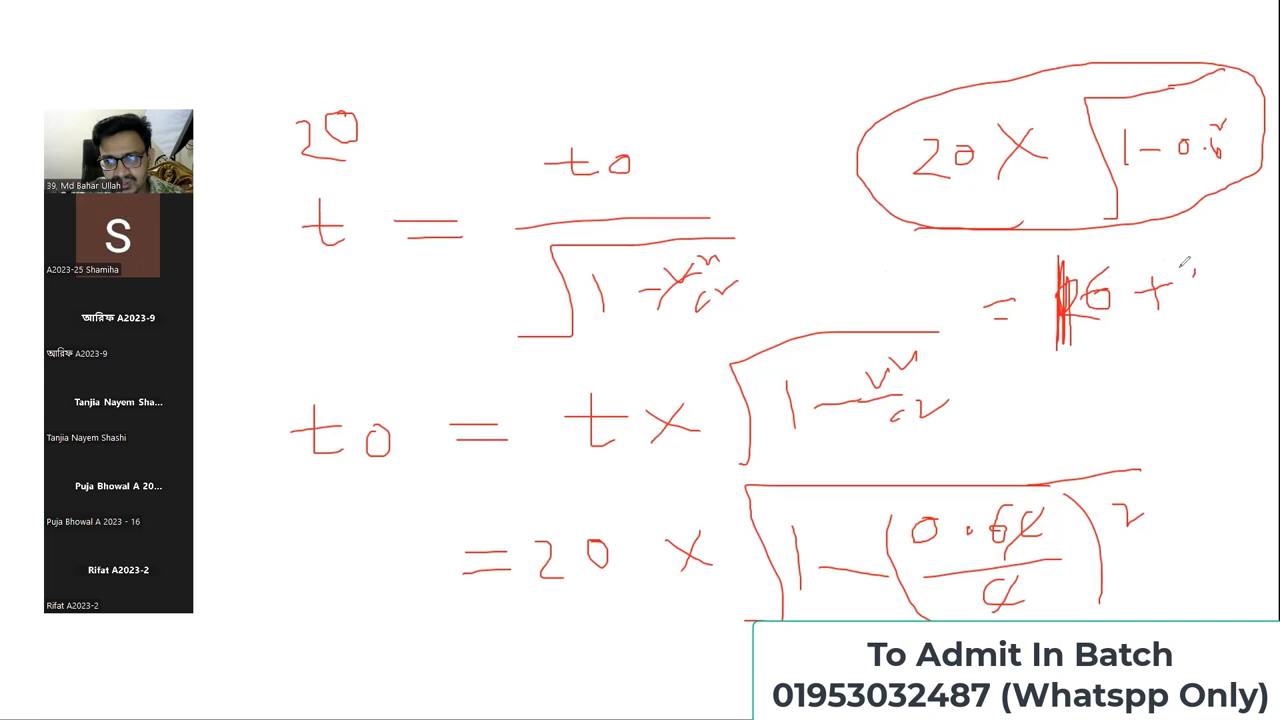 39, Md Bahar Ullah
S
A2023-25 Shamiha
আরিফ A2023-9
আরিফ A2023-9
Tanjia Nayem Sha...
Tanjia Nayem Shashi
Puja Bhowal A 20...
Puja Bhowal A 2023 - 16
Rifat A2023-2
Rifat A2023-2
20
t = t0 / √(1 - v²/c²)
t0 = t × √(1 - v²/c²)
= 20 × √(1 - (0.6c/c)²)
20 × √(1 - 0.6²)
= 16 +
To Admit In Batch
01953032487 (Whatspp Only)